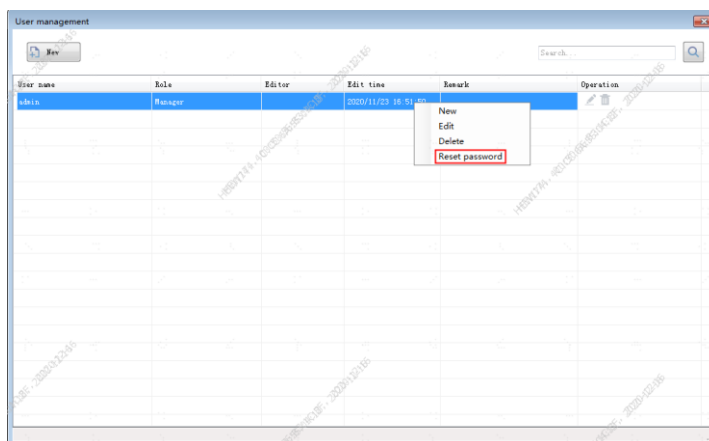 User management
New
Search...
User name Role Editor Edit time Remark Operation
admin Manager 2020/11/23 16:51:50
New
Edit
Delete
Reset password